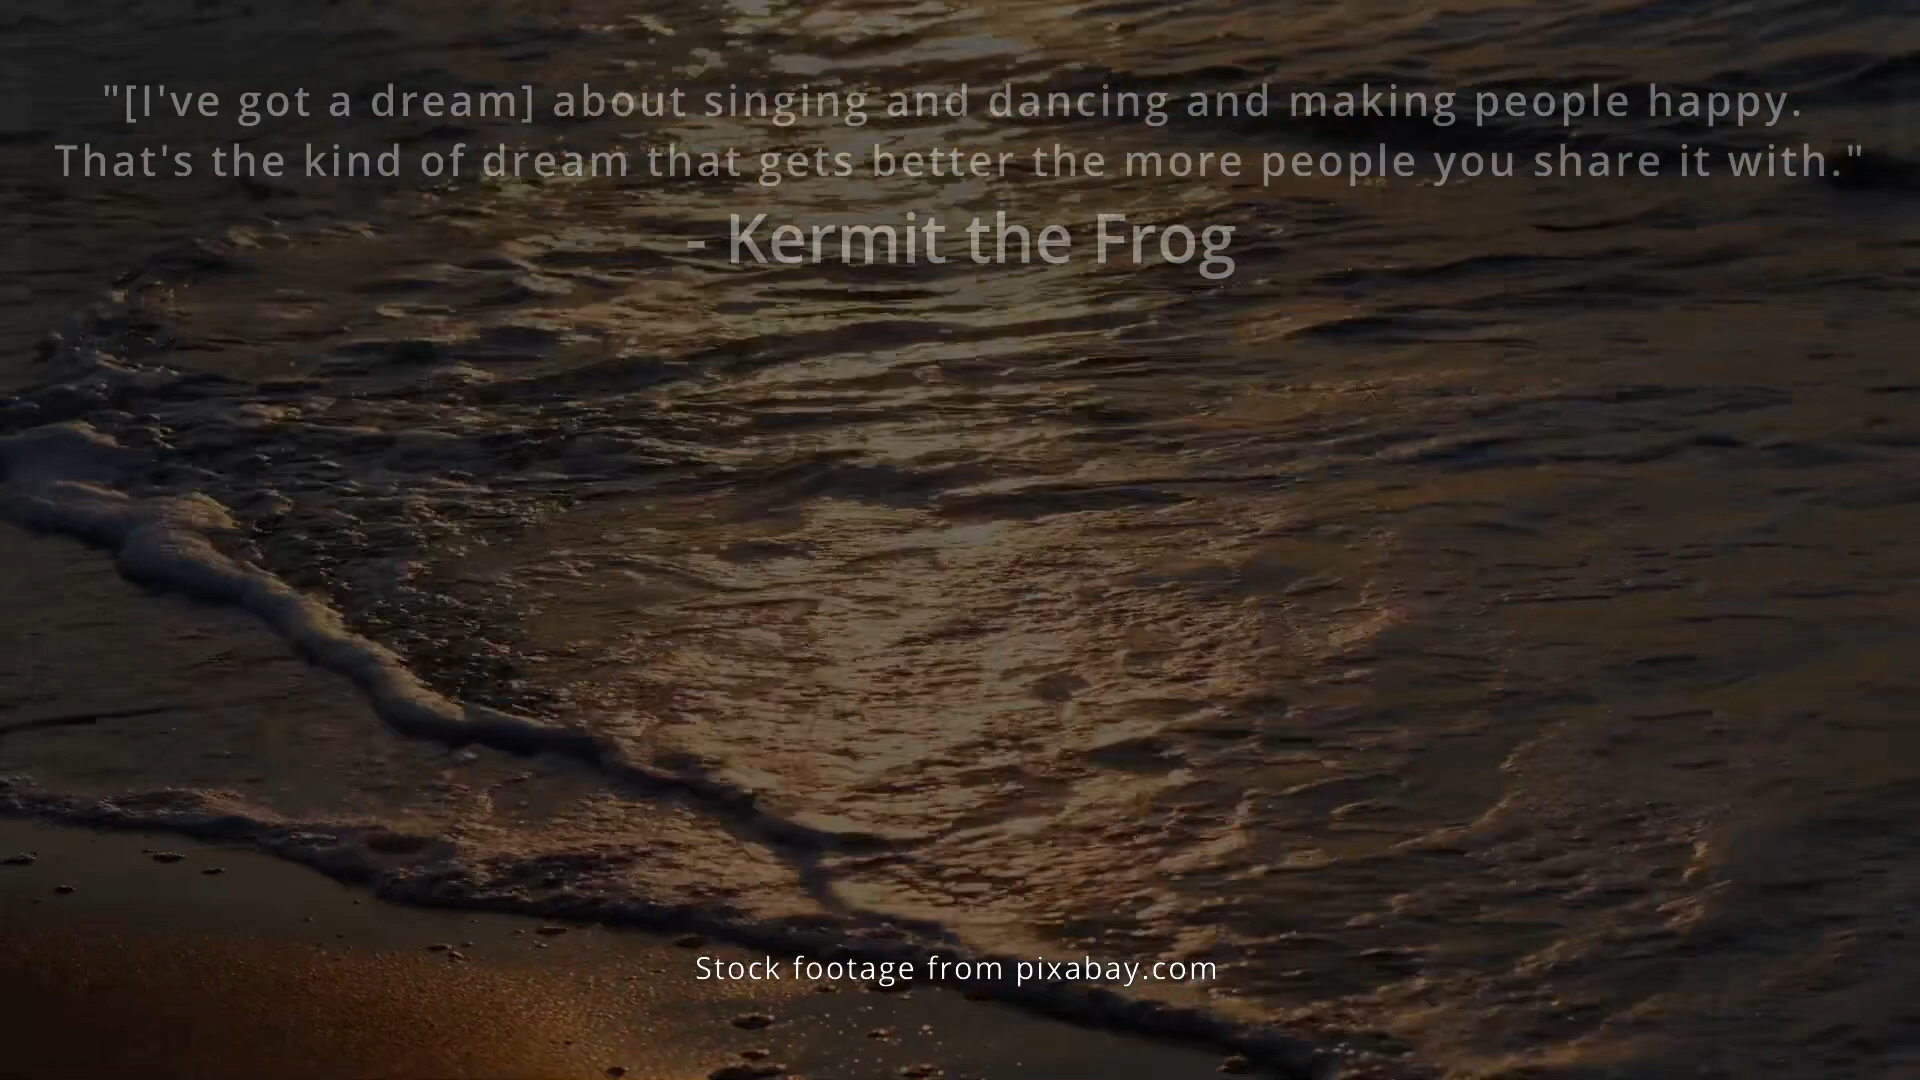 "[I've got a dream] about singing and dancing and making people happy.
That's the kind of dream that gets better the more people you share it with."
- Kermit the Frog
Stock footage from pixabay.com